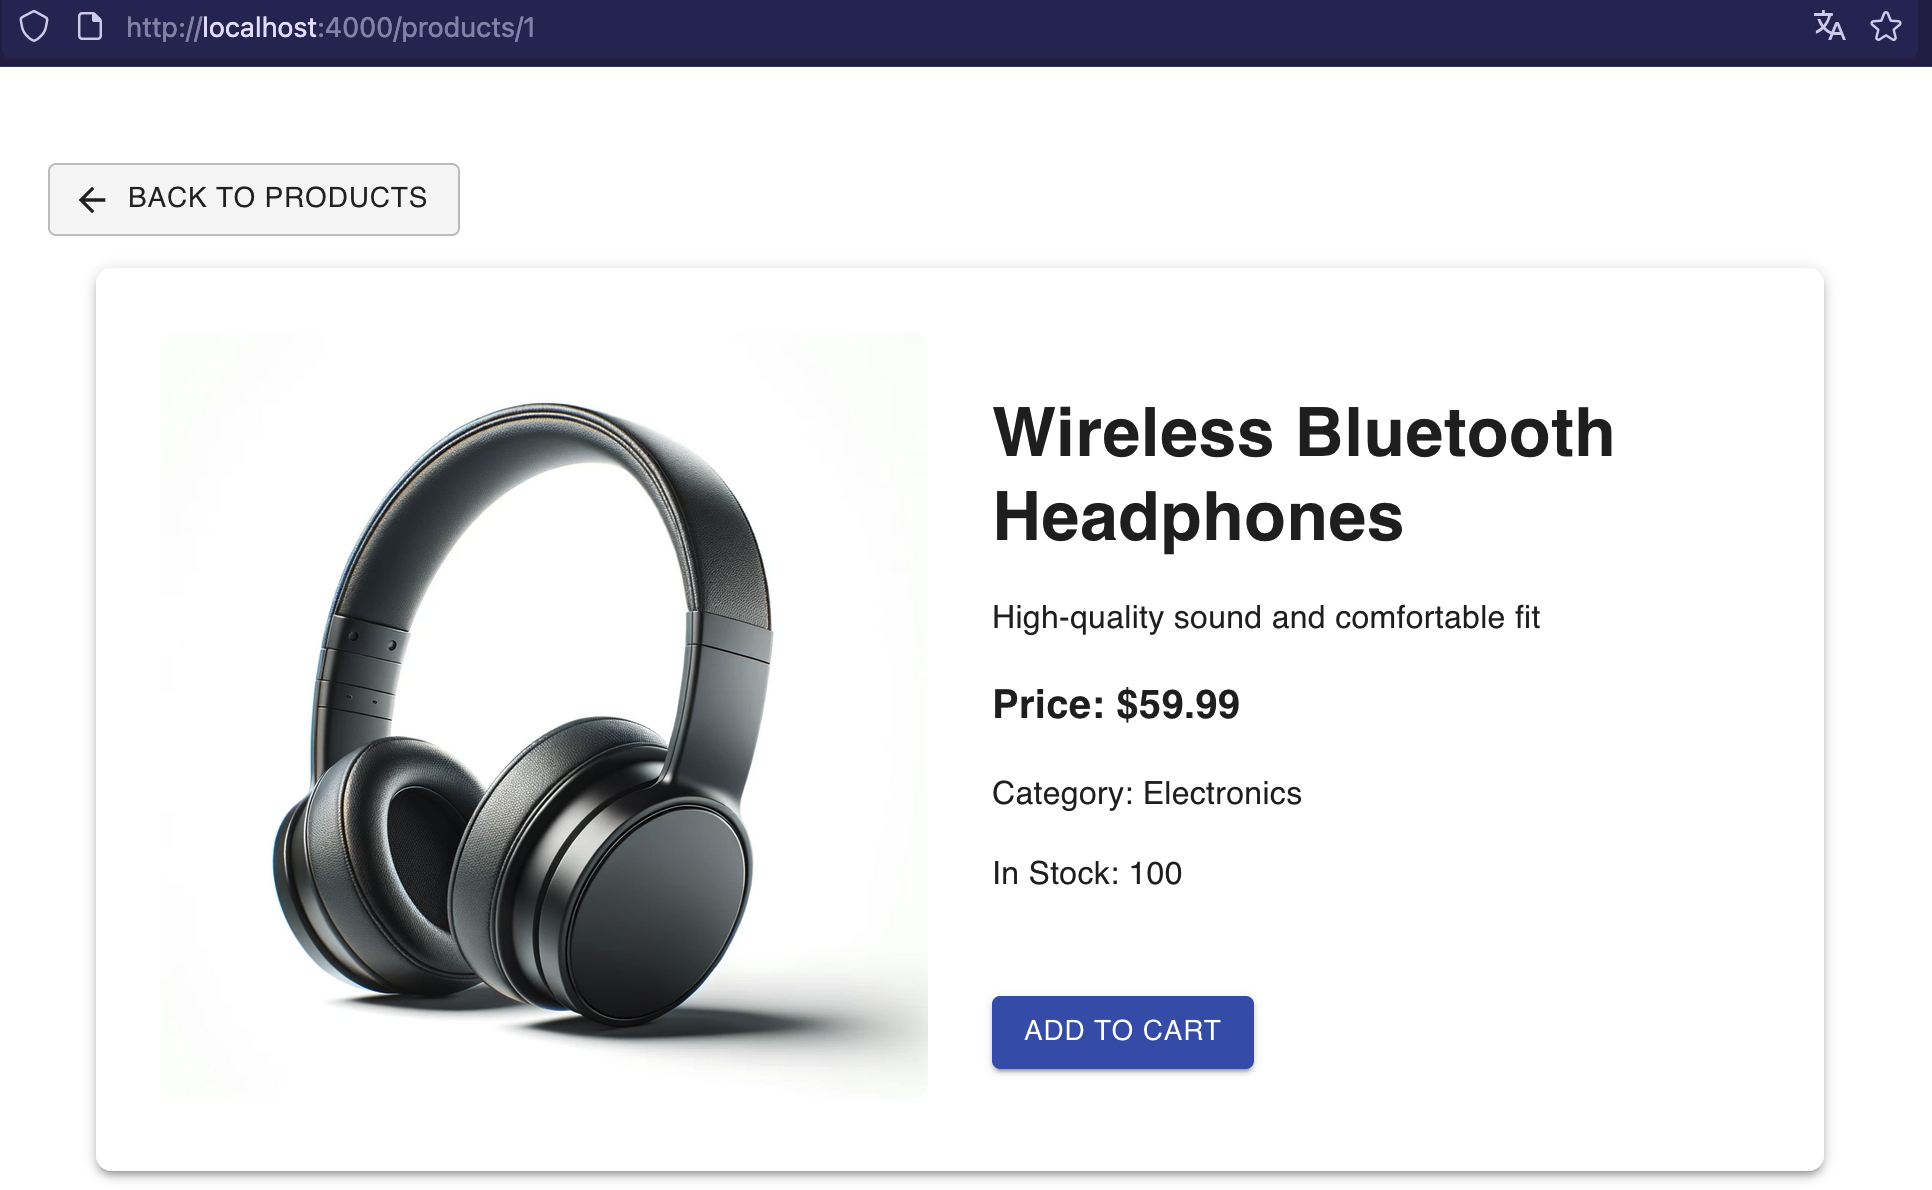 http://localhost:4000/products/1
BACK TO PRODUCTS
Wireless Bluetooth
Headphones
High-quality sound and comfortable fit
Price: $59.99
Category: Electronics
In Stock: 100
ADD TO CART